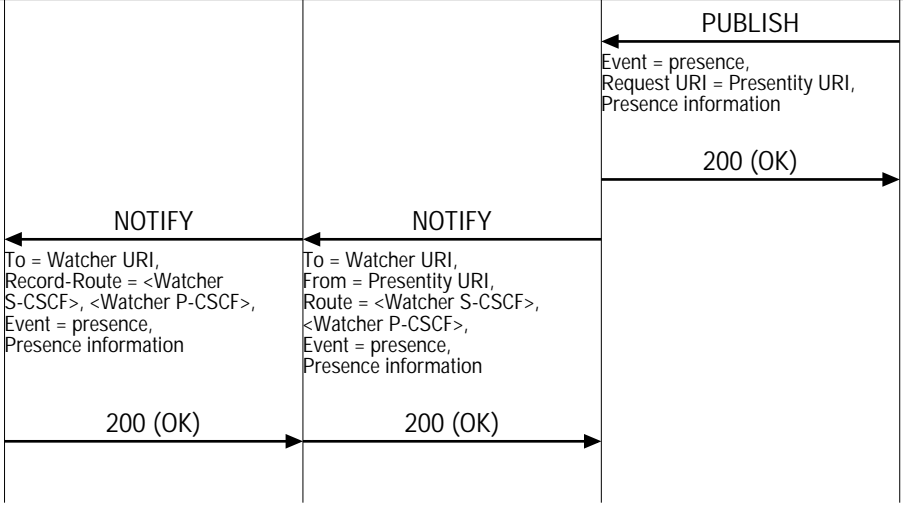 PUBLISH
Event = presence,
Request URI = Presentity URI,
Presence information
200 (OK)
NOTIFY
To = Watcher URI,
Record-Route = <Watcher
S-CSCF>, <Watcher P-CSCF>,
Event = presence,
Presence information
NOTIFY
To = Watcher URI,
From = Presentity URI,
Route = <Watcher S-CSCF>,
<Watcher P-CSCF>,
Event = presence,
Presence information
200 (OK)
200 (OK)